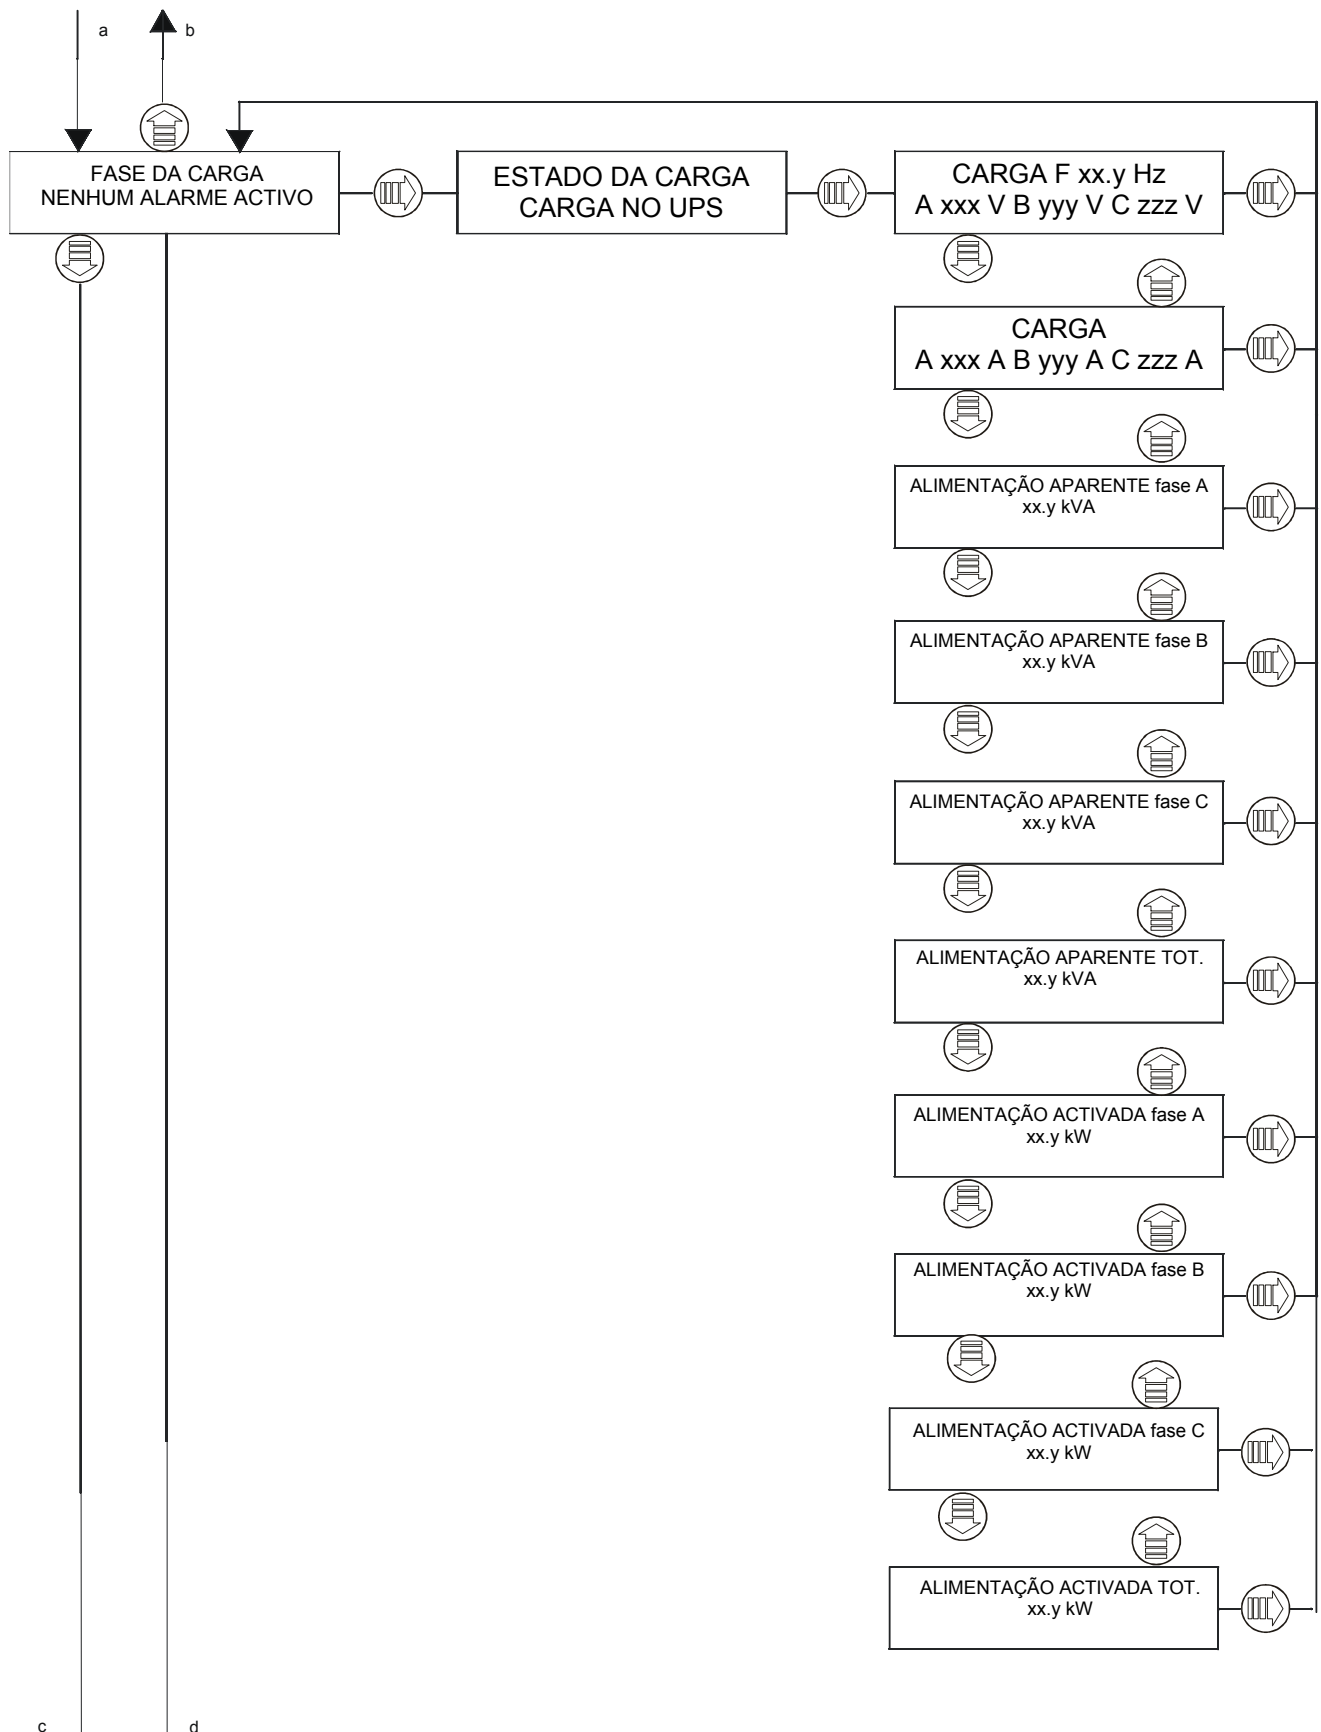 a
b
FASE DA CARGA
NENHUM ALARME ACTIVO
ESTADO DA CARGA
CARGA NO UPS
CARGA F xx.y Hz
A xxx V B yyy V C zzz V
CARGA
A xxx A B yyy A C zzz A
ALIMENTAÇÃO APARENTE fase A
xx.y kVA
ALIMENTAÇÃO APARENTE fase B
xx.y kVA
ALIMENTAÇÃO APARENTE fase C
xx.y kVA
ALIMENTAÇÃO APARENTE TOT.
xx.y kVA
ALIMENTAÇÃO ACTIVADA fase A
xx.y kW
ALIMENTAÇÃO ACTIVADA fase B
xx.y kW
ALIMENTAÇÃO ACTIVADA fase C
xx.y kW
ALIMENTAÇÃO ACTIVADA TOT.
xx.y kW
c
d